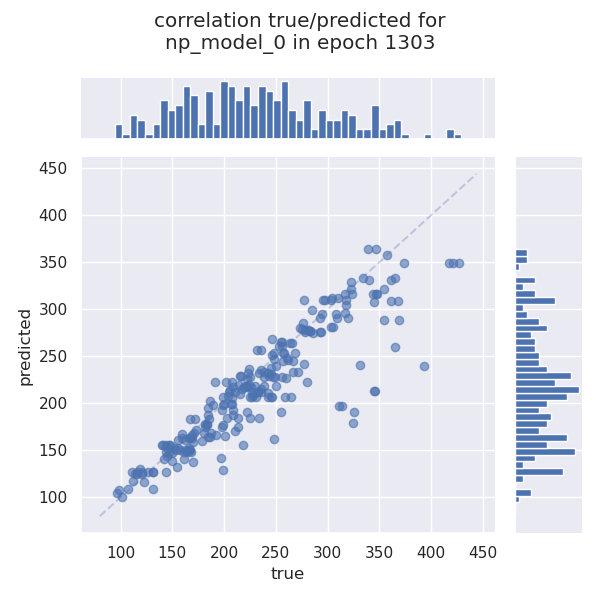 correlation true/predicted for
np_model_0 in epoch 1303
450
400
350
300
250
200
150
100
predicted
100 150 200 250 300 350 400 450
true